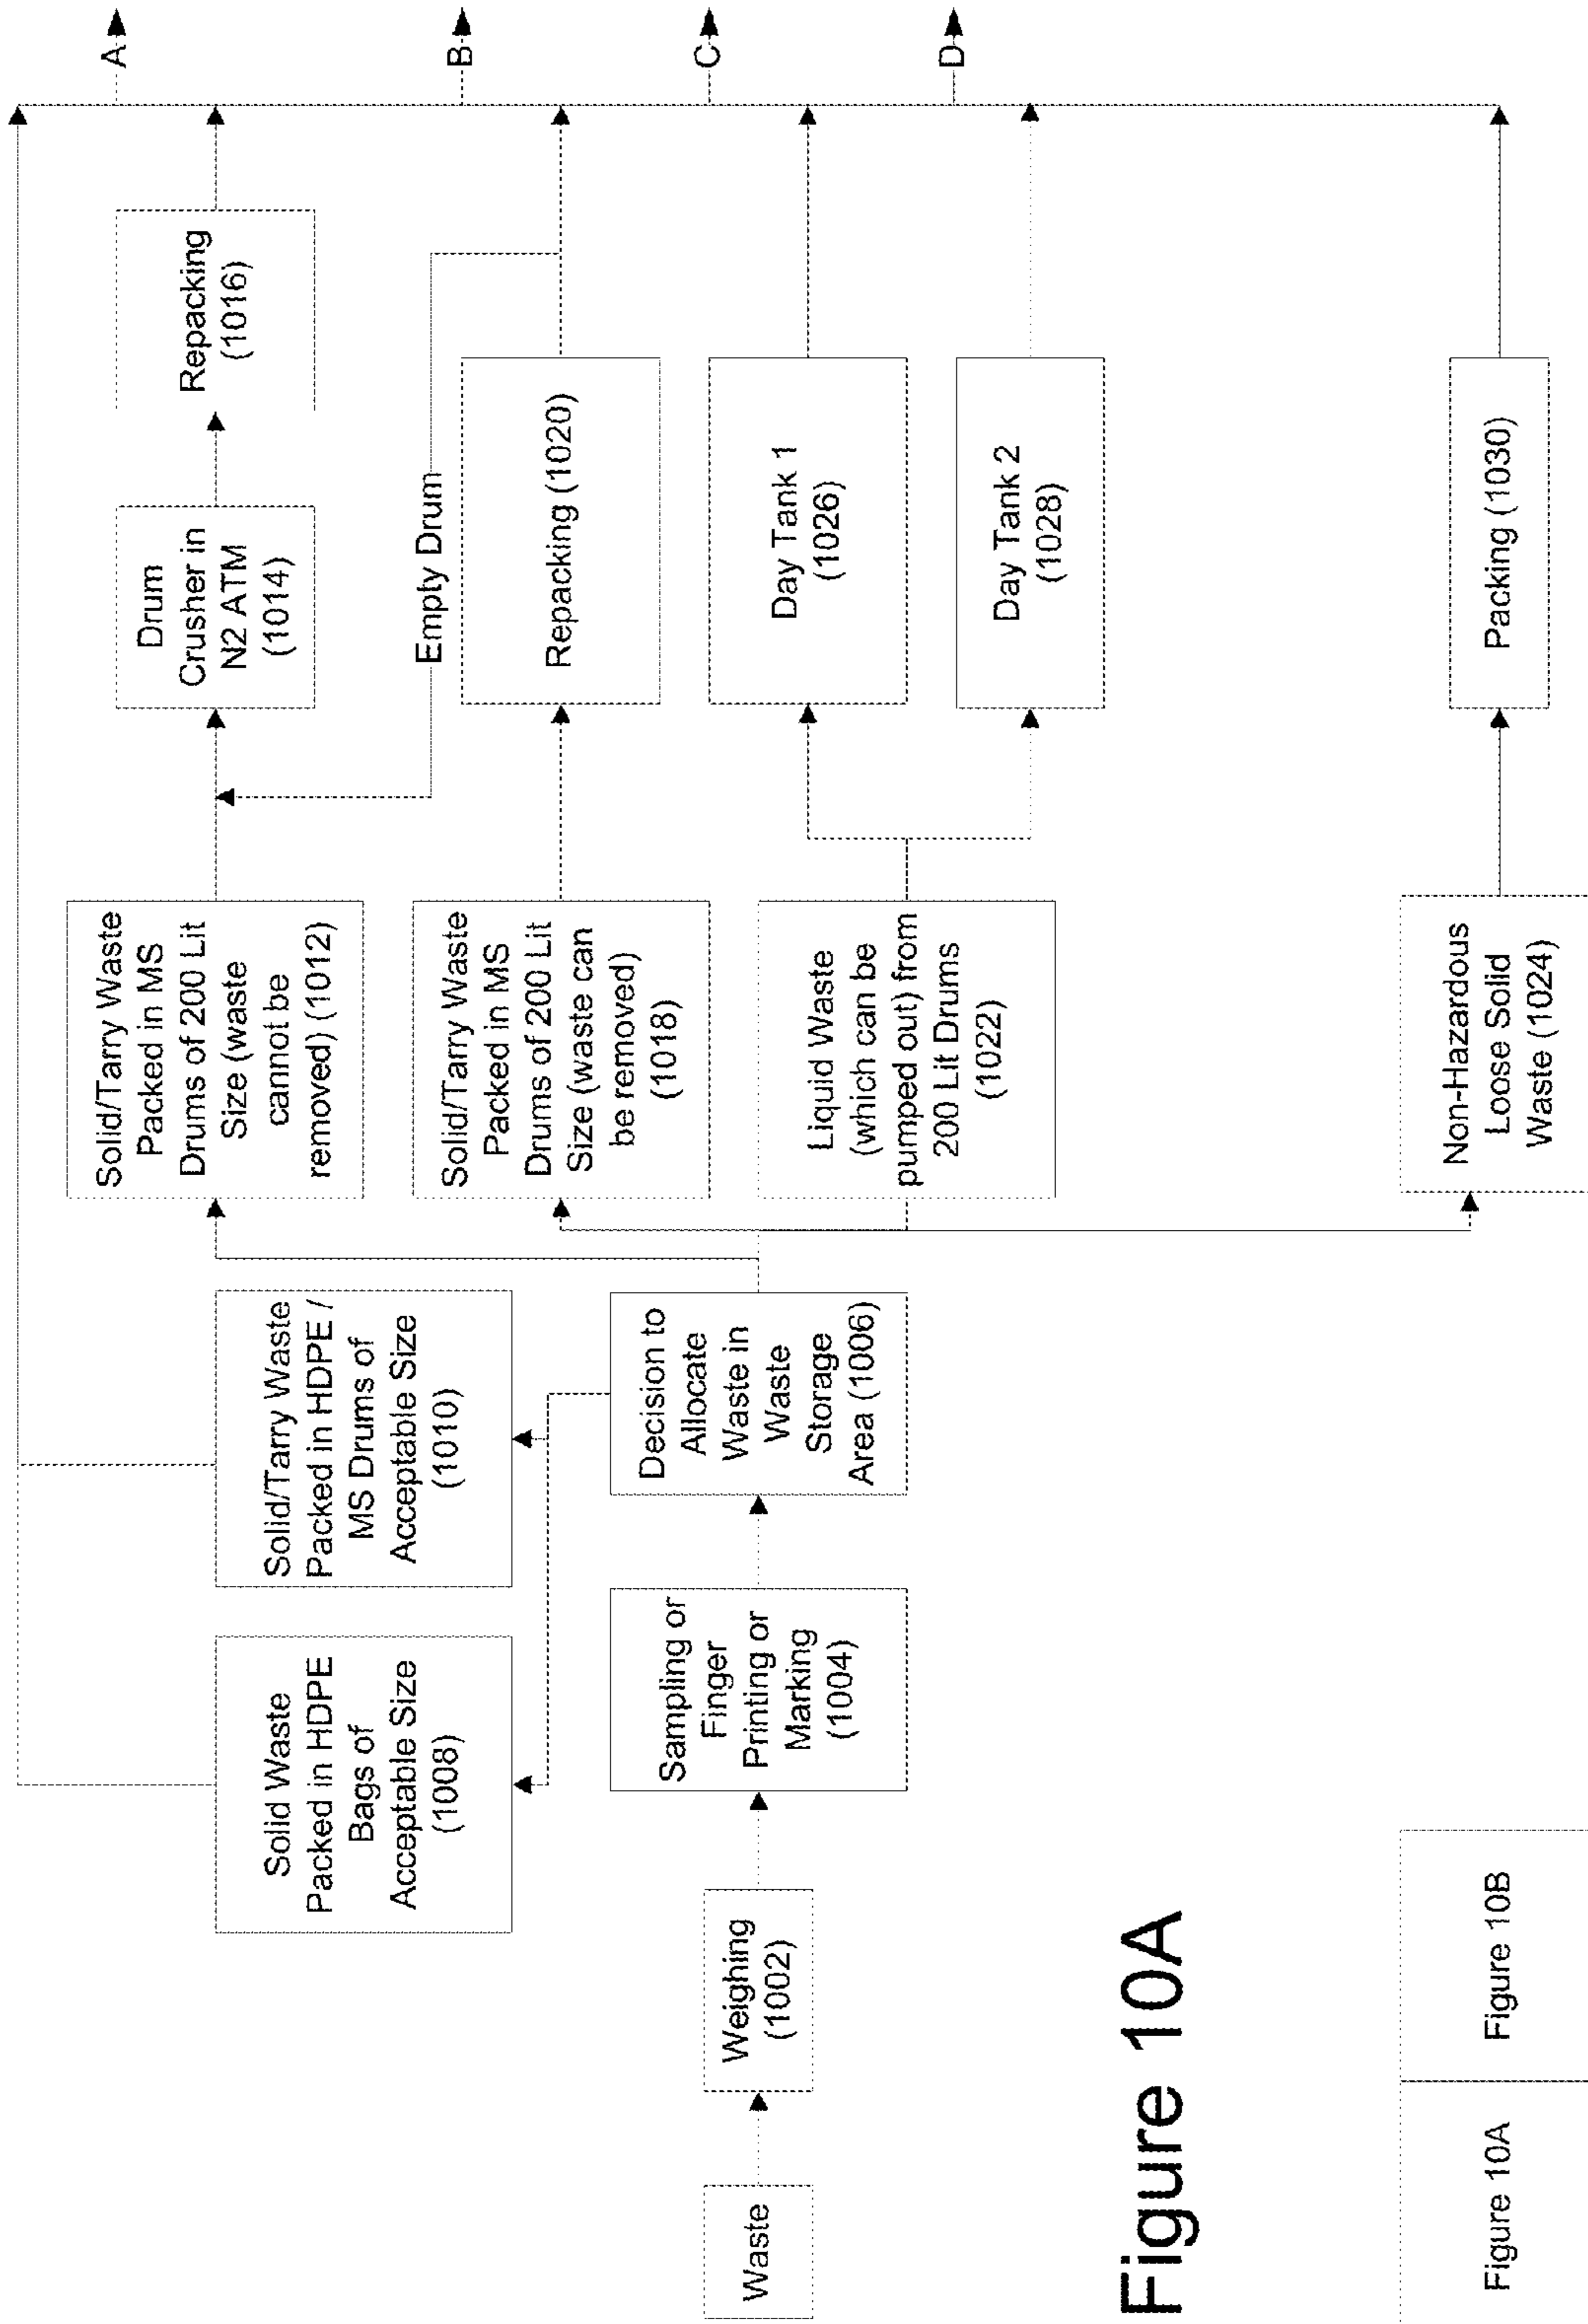 Waste
Weighing
(1002)
Sampling or
Finger
Printing or
Marking
(1004)
Decision to
Allocate
Waste in
Waste
Storage
Area (1006)
Solid Waste
Packed in HDPE
Bags of
Acceptable Size
(1008)
Solid/Tarry Waste
Packed in HDPE /
MS Drums of
Acceptable Size
(1010)
Solid/Tarry Waste
Packed in MS
Drums of 200 Lit
Size (waste
cannot be
removed) (1012)
Drum
Crusher in
N2 ATM
(1014)
Repacking
(1016)
A
Empty Drum
Solid/Tarry Waste
Packed in MS
Drums of 200 Lit
Size (waste can
be removed)
(1018)
Repacking (1020)
B
Liquid Waste
(which can be
pumped out) from
200 Lit Drums
(1022)
Day Tank 1
(1026)
C
Day Tank 2
(1028)
D
Non-Hazardous
Loose Solid
Waste (1024)
Packing (1030)
Figure 10A
Figure 10A
Figure 10B